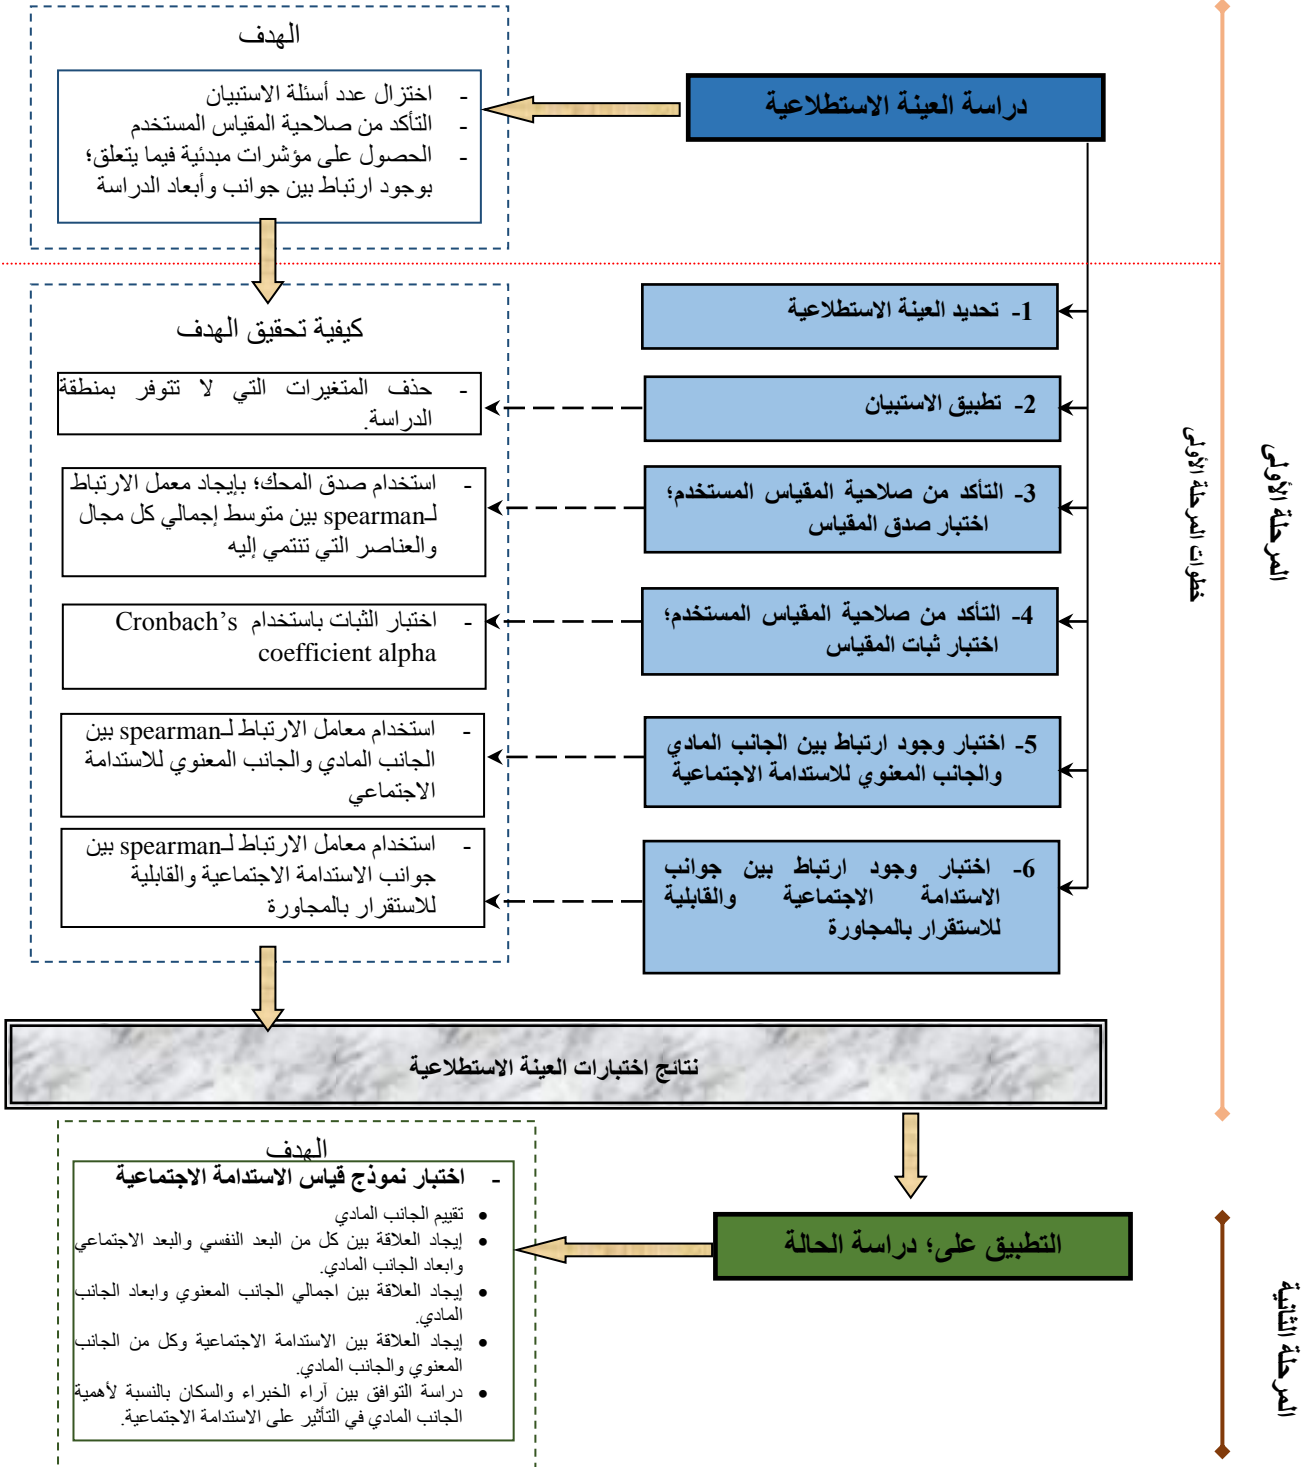 الهدف
دراسة العينة الاستطلاعية
- اختزال عدد أسئلة الاستبيان
- التأكد من صلاحية المقياس المستخدم
- الحصول على مؤشرات مبدئية فيما يتعلق؛
بوجود ارتباط بين جوانب وأبعاد الدراسة
المرحلة الأولى
خطوات المرحلة الأولى
1- تحديد العينة الاستطلاعية
كيفية تحقيق الهدف
2- تطبيق الاستبيان
- حذف المتغيرات التي لا تتوفر بمنطقة
الدراسة.
3- التأكد من صلاحية المقياس المستخدم؛
اختبار صدق المقياس
- استخدام صدق المحك؛ بإيجاد معمل الارتباط
لـspearman بين متوسط إجمالي كل مجال
والعناصر التي تنتمي إليه
4- التأكد من صلاحية المقياس المستخدم؛
اختبار ثبات المقياس
- اختبار الثبات باستخدام Cronbach’s
coefficient alpha
5- اختبار وجود ارتباط بين الجانب المادي
والجانب المعنوي للاستدامة الاجتماعية
- استخدام معامل الارتباط لـspearman بين
الجانب المادي والجانب المعنوي للاستدامة
الاجتماعي
6- اختبار وجود ارتباط بين جوانب
الاستدامة الاجتماعية والقابلية
للاستقرار بالمجاورة
- استخدام معامل الارتباط لـspearman بين
جوانب الاستدامة الاجتماعية والقابلية
للاستقرار بالمجاورة
نتائج اختبارات العينة الاستطلاعية
المرحلة الثانية
التطبيق على؛ دراسة الحالة
الهدف
- اختبار نموذج قياس الاستدامة الاجتماعية
• تقييم الجانب المادي
• إيجاد العلاقة بين كل من البعد النفسي والبعد الاجتماعي
وابعاد الجانب المادي.
• إيجاد العلاقة بين اجمالي الجانب المعنوي وابعاد الجانب
المادي.
• إيجاد العلاقة بين الاستدامة الاجتماعية وكل من الجانب
المعنوي والجانب المادي.
• دراسة التوافق بين آراء الخبراء والسكان بالنسبة لأهمية
الجانب المادي في التأثير على الاستدامة الاجتماعية.